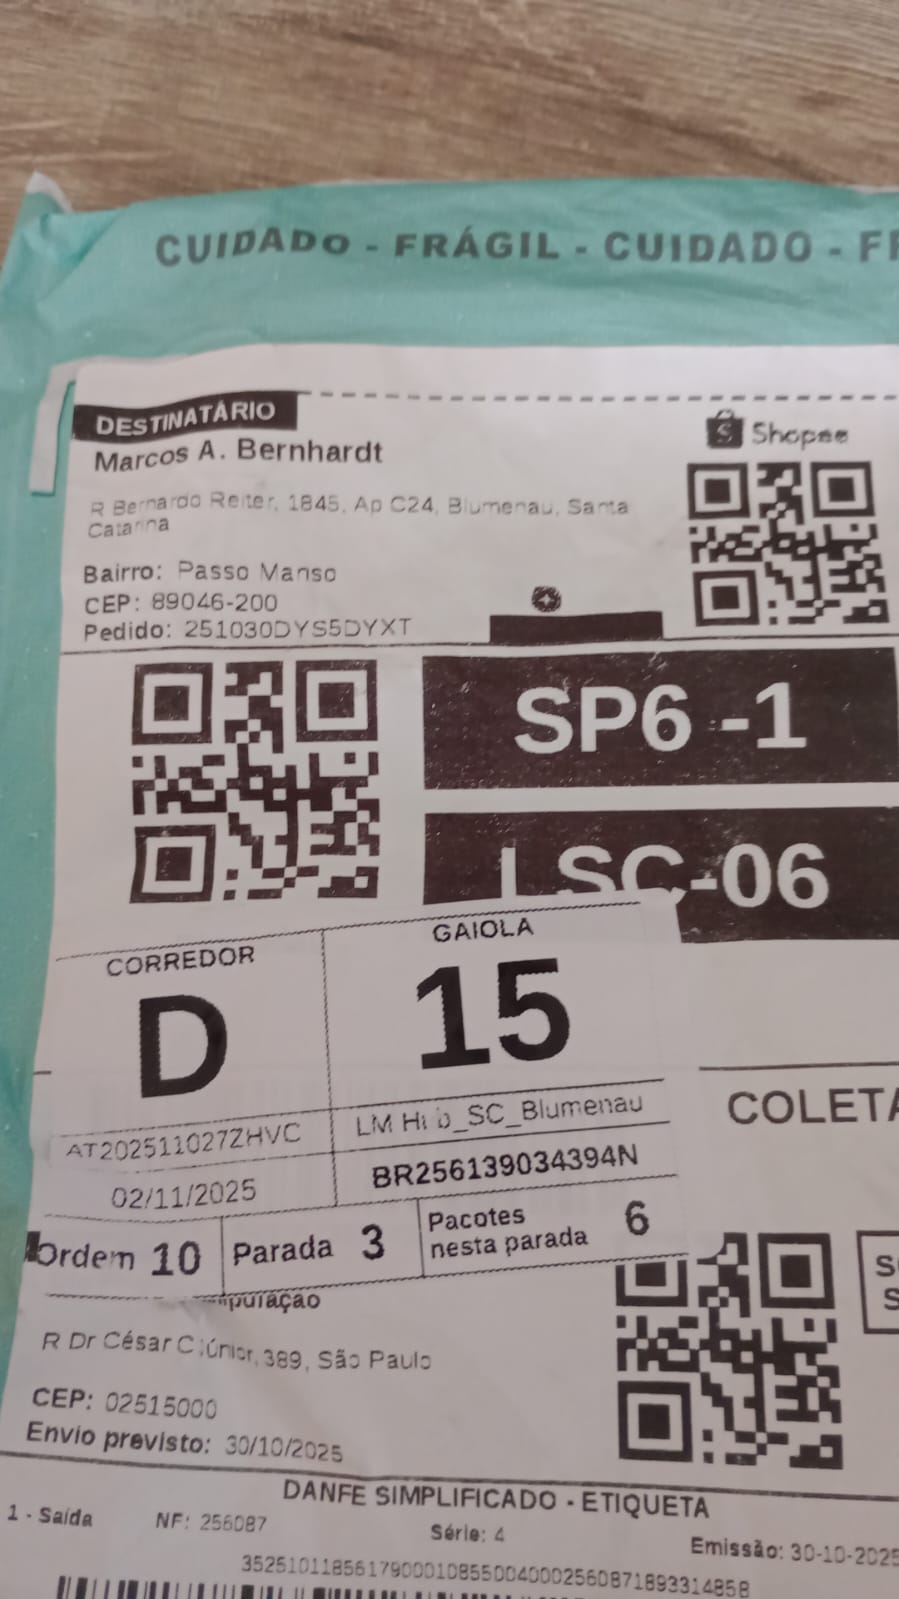 CUIDADO - FRÁGIL - CUIDADO - FR
DESTINATÁRIO
Marcos A. Bernhardt
Shopee
R Bernardo Reiter, 1845, Ap C24, Blumenau, Santa
Catarina
Bairro: Passo Manso
CEP: 89046-200
Pedido: 251030DYS5DYXT
SP6 -1
LSC-06
CORREDOR
GAIOLA
D
15
COLETA
AT202511027ZHVC
LM Hub_SC_Blumenau
02/11/2025
BR256139034394N
Ordem 10
Parada 3
Pacotes
nesta parada 6
R Dr César Júnior, 389, São Paulo
CEP: 02515000
Envio previsto: 30/10/2025
DANFE SIMPLIFICADO - ETIQUETA
1 - Saída
NF: 256087
Série: 4
Emissão: 30-10-2025
35251011856179000108550040002560871893314858